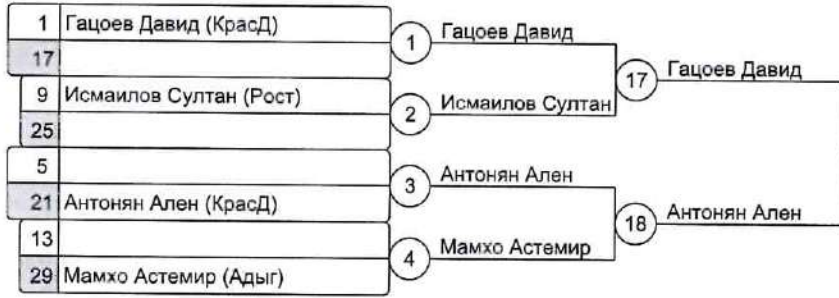 1 Гацоев Давид (КрасД)
17
9 Исмаилов Султан (Рост)
25
5
21 Антонян Ален (КрасД)
13
29 Мамхо Астемир (Адыг)
1 Гацоев Давид
2 Исмаилов Султан
3 Антонян Ален
4 Мамхо Астемир
17 Гацоев Давид
18 Антонян Ален